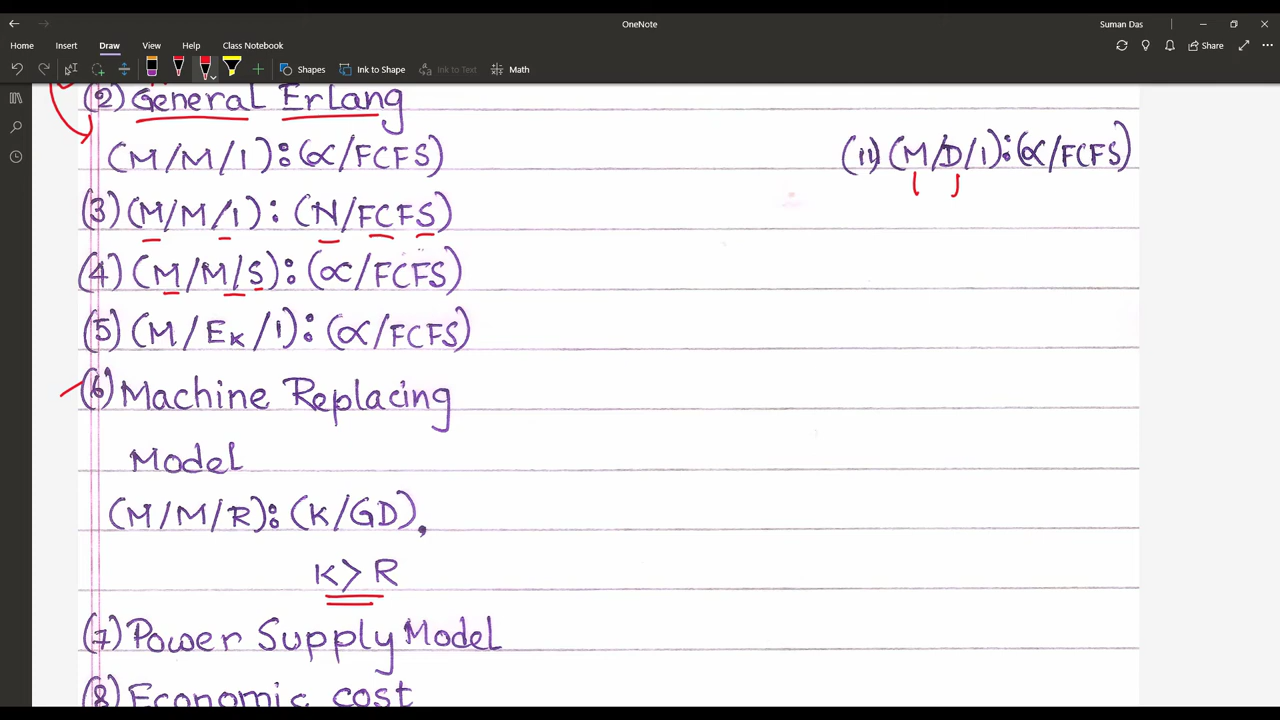 OneNote
Suman Das
Home Insert Draw View Help Class Notebook
Share
Shapes Ink to Shape Ink to Text Math
(2) General Erlang
(M/M/1):(∝/FCFS)
(3) (M/M/1): (N/FCFS)
(4) (M/M/S):(∝/FCFS)
(5) (M/Eκ/1):(∝/FCFS)
(6) Machine Replacing
Model
(M/M/R):(K/GD),
K>R
(7) Power Supply Model
(8) Economic cost
(ii) (M/D/1):(∝/FCFS)